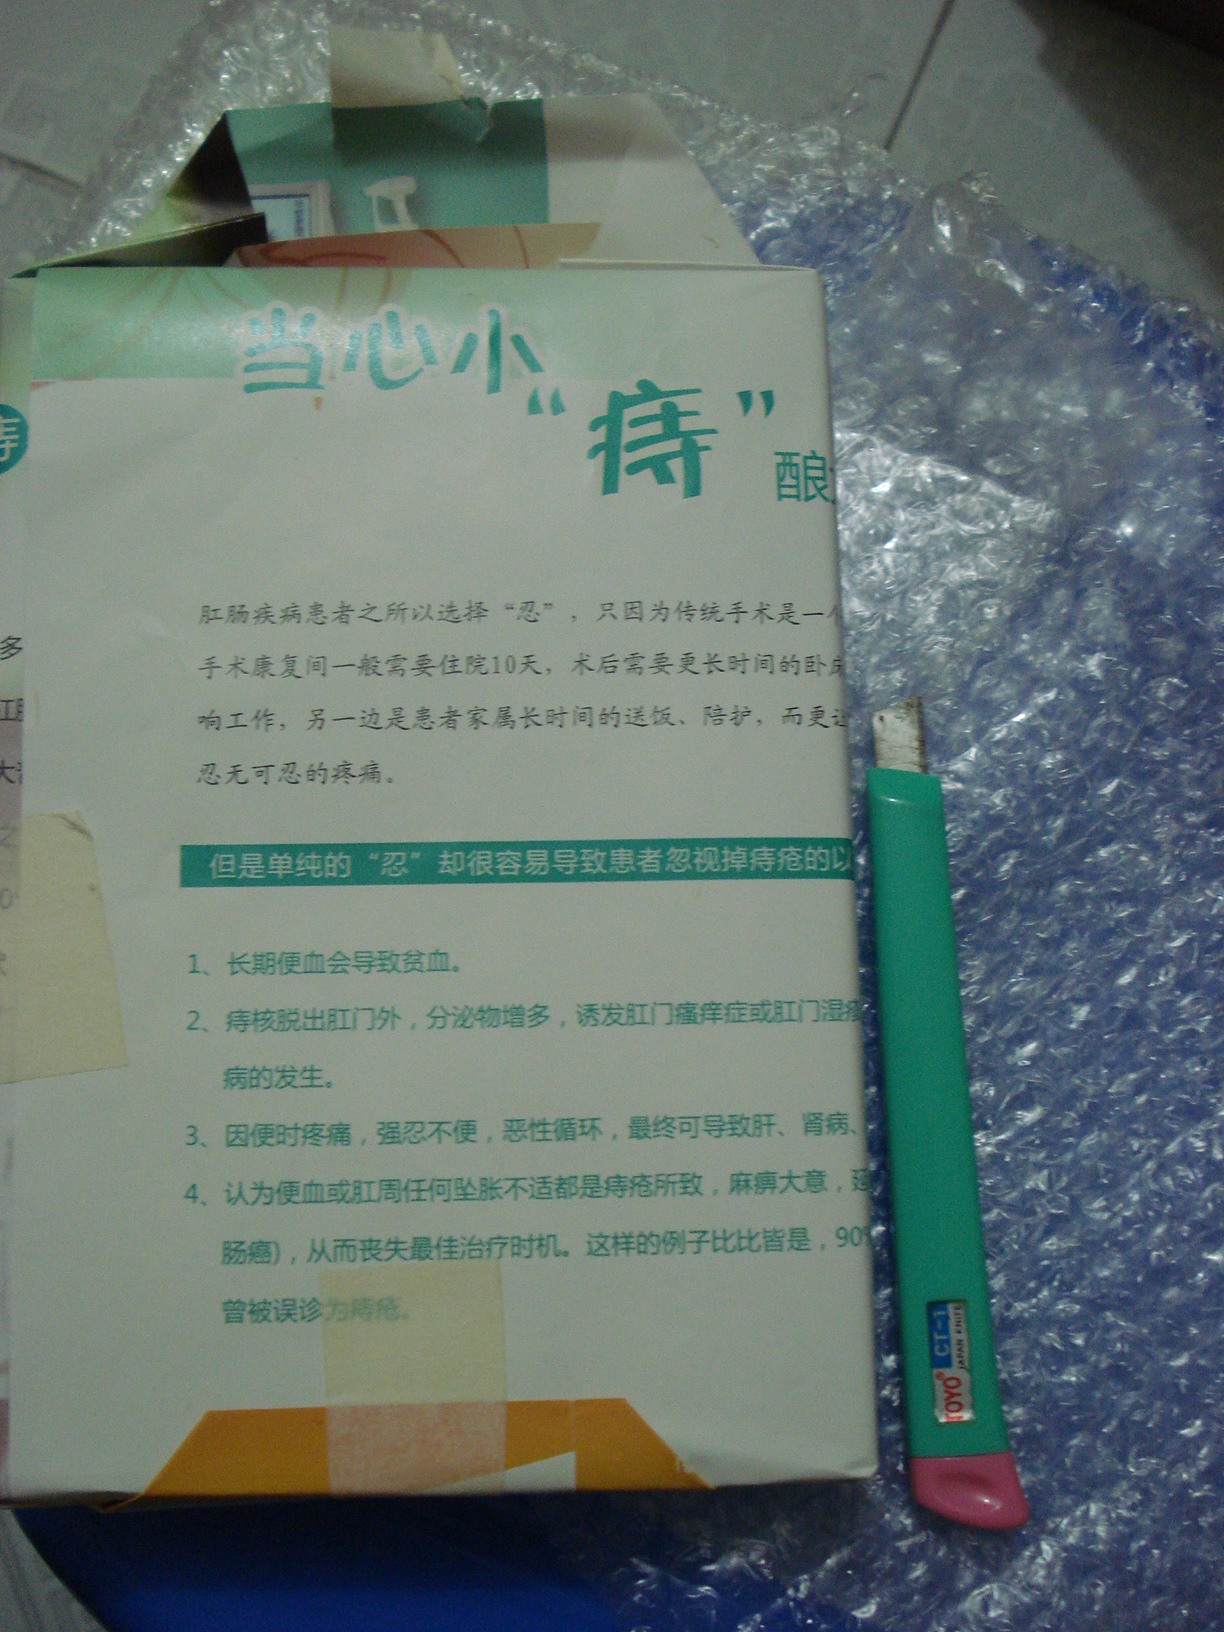 当心小
“痔”
酿
肛肠疾病患者之所以选择“忍”，只因为传统手术是一
手术康复间一般需要住院10天，术后需要更长时间的卧
响工作，另一边是患者家属长时间的送饭、陪护，而更让
忍无可忍的疼痛。
但是单纯的“忍”却很容易导致患者忽视掉痔疮的以
1、长期便血会导致贫血。
2、痔核脱出肛门外，分泌物增多，诱发肛门瘙痒症或肛门湿
病的发生。
3、因便时疼痛，强忍不便，恶性循环，最终可导致肝、肾病、
4、认为便血或肛周任何坠胀不适都是痔疮所致，麻痹大意，延
肠癌)，从而丧失最佳治疗时机。这样的例子比比皆是，90%
曾被误诊为痔疮。
痔
多
肛
大
TOYO® CT-1
JAPAN KNIFE